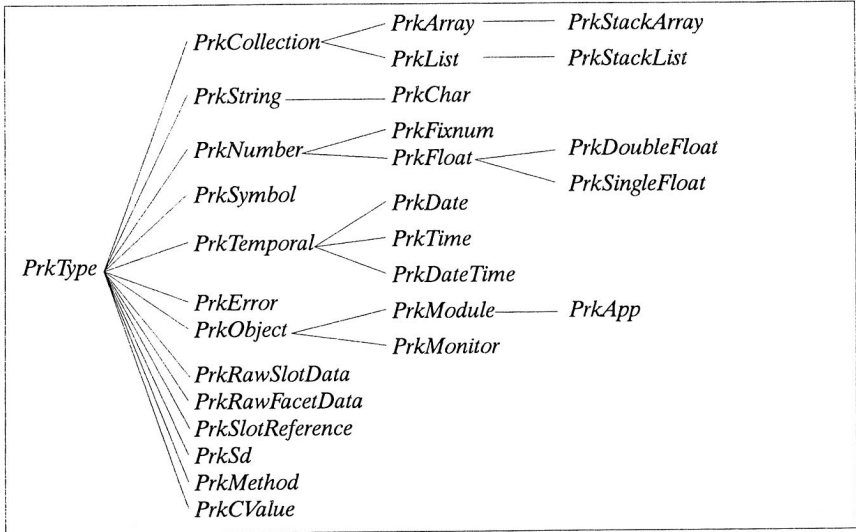 PrkArray PrkStackArray
PrkCollection
PrkList PrkStackList
PrkString PrkChar
PrkFixnum
PrkNumber
PrkFloat PrkDoubleFloat
PrkSingleFloat
PrkSymbol
PrkDate
PrkTemporal PrkTime
PrkType
PrkDateTime
PrkError
PrkModule PrkApp
PrkObject
PrkMonitor
PrkRawSlotData
PrkRawFacetData
PrkSlotReference
PrkSd
PrkMethod
PrkCValue